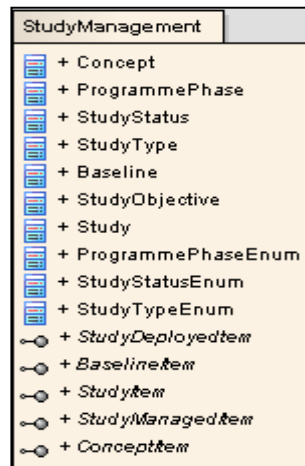 StudyManagement
+ Concept
+ ProgrammePhase
+ StudyStatus
+ StudyType
+ Baseline
+ StudyObjective
+ Study
+ ProgrammePhaseEnum
+ StudyStatusEnum
+ StudyTypeEnum
+ StudyDeployedItem
+ BaselineItem
+ StudyItem
+ StudyManagedItem
+ ConceptItem